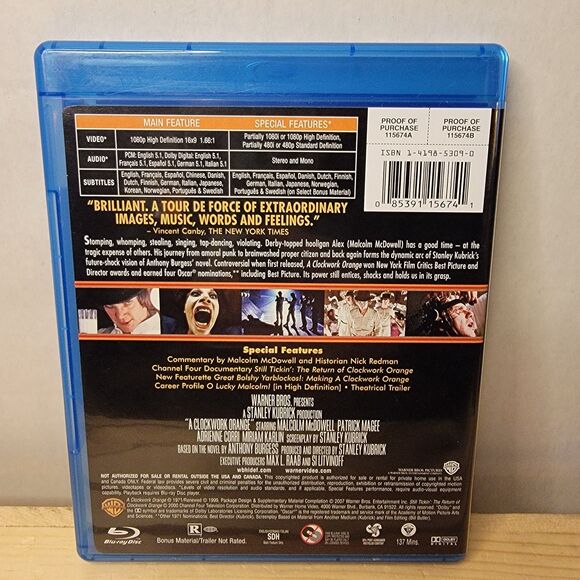 MAIN FEATURE SPECIAL FEATURES*
VIDEO* 1080p High Definition 16x9 1.66:1 Partially 1080i or 1080p High Definition, Partially 480i or 480p Standard Definition
AUDIO* PCM: English 5.1, Dolby Digital: English 5.1, Français 5.1, Español 5.1, German 5.1, Italian 5.1 Stereo and Mono
SUBTITLES English, Français, Español, Chinese, Danish, Dutch, Finnish, German, Italian, Japanese, Korean, Norwegian, Portuguese & Swedish English, Français, Español, Danish, Dutch, Finnish, German, Italian, Japanese, Norwegian, Portuguese & Swedish (on Select Bonus Material)
PROOF OF PURCHASE 115674A
PROOF OF PURCHASE 115674B
ISBN 1-4198-5309-0
0 85391 15674 1
"BRILLIANT. A TOUR DE FORCE OF EXTRAORDINARY
IMAGES, MUSIC, WORDS AND FEELINGS."
– Vincent Canby, THE NEW YORK TIMES
Stomping, whomping, stealing, singing, tap-dancing, violating. Derby-topped hooligan Alex (Malcolm McDowell) has a good time – at the
tragic expense of others. His journey from amoral punk to brainwashed proper citizen and back again forms the dynamic arc of Stanley Kubrick's
future-shock vision of Anthony Burgess' novel. Controversial when first released, A Clockwork Orange won New York Film Critics Best Picture and
Director awards and earned four Oscar® nominations,** including Best Picture. Its power still entices, shocks and holds us in its grasp.
Special Features
Commentary by Malcolm McDowell and Historian Nick Redman
Channel Four Documentary Still Tickin': The Return of Clockwork Orange
New Featurette Great Bolshy Yarblockos!: Making A Clockwork Orange
Career Profile O Lucky Malcolm! [in High Definition] • Theatrical Trailer
WARNER BROS. PRESENTS
A STANLEY KUBRICK PRODUCTION
"A CLOCKWORK ORANGE" STARRING MALCOLM McDOWELL PATRICK MAGEE
ADRIENNE CORRI MIRIAM KARLIN SCREENPLAY BY STANLEY KUBRICK
BASED ON THE NOVEL BY ANTHONY BURGESS PRODUCED AND DIRECTED BY STANLEY KUBRICK
EXECUTIVE PRODUCERS MAX L. RAAB AND SI LITVINOFF
wbhidef.com warnervideo.com
WARNER BROS. PICTURES
NOT AUTHORIZED FOR SALE OR RENTAL OUTSIDE THE USA AND CANADA.
Blu-ray Disc
R
SDH
137 Mins.
DOLBY DIGITAL
Bonus Material/Trailer Not Rated.